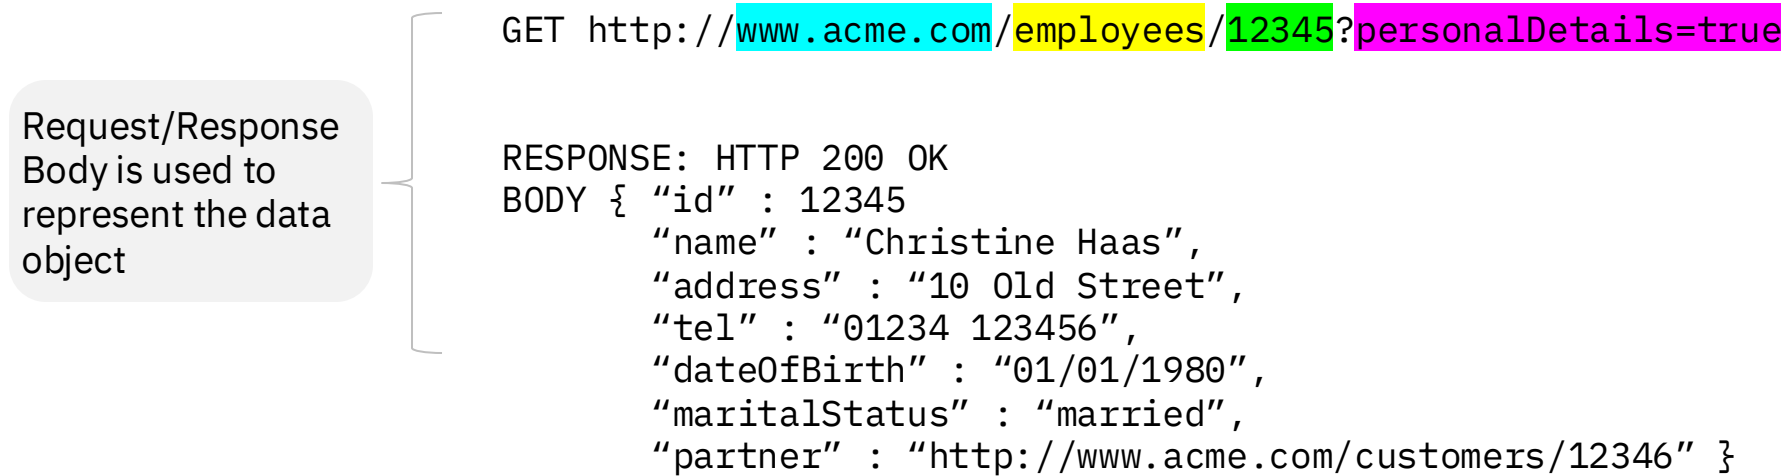 GET http://www.acme.com/employees/12345?personalDetails=true
Request/Response
Body is used to
represent the data
object
RESPONSE: HTTP 200 OK
BODY { “id” : 12345
“name” : “Christine Haas”,
“address” : “10 Old Street”,
“tel” : “01234 123456”,
“dateOfBirth” : “01/01/1980”,
“maritalStatus” : “married”,
“partner” : “http://www.acme.com/customers/12346” }